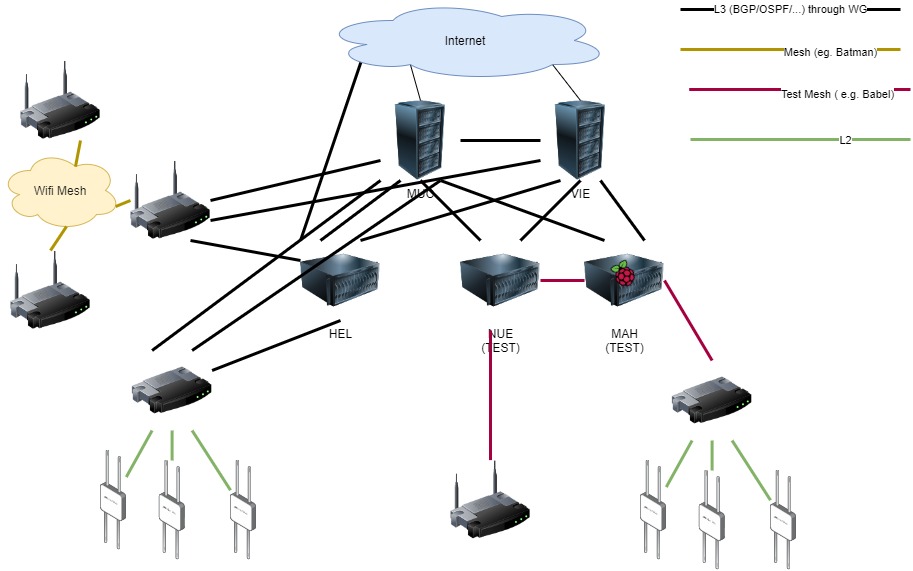 L3 (BGP/OSPF/...) through WG
Internet
Mesh (eg. Batman)
Test Mesh ( e.g. Babel)
L2
Wifi Mesh
MUC
VIE
HEL
NUE
(TEST)
MAH
(TEST)